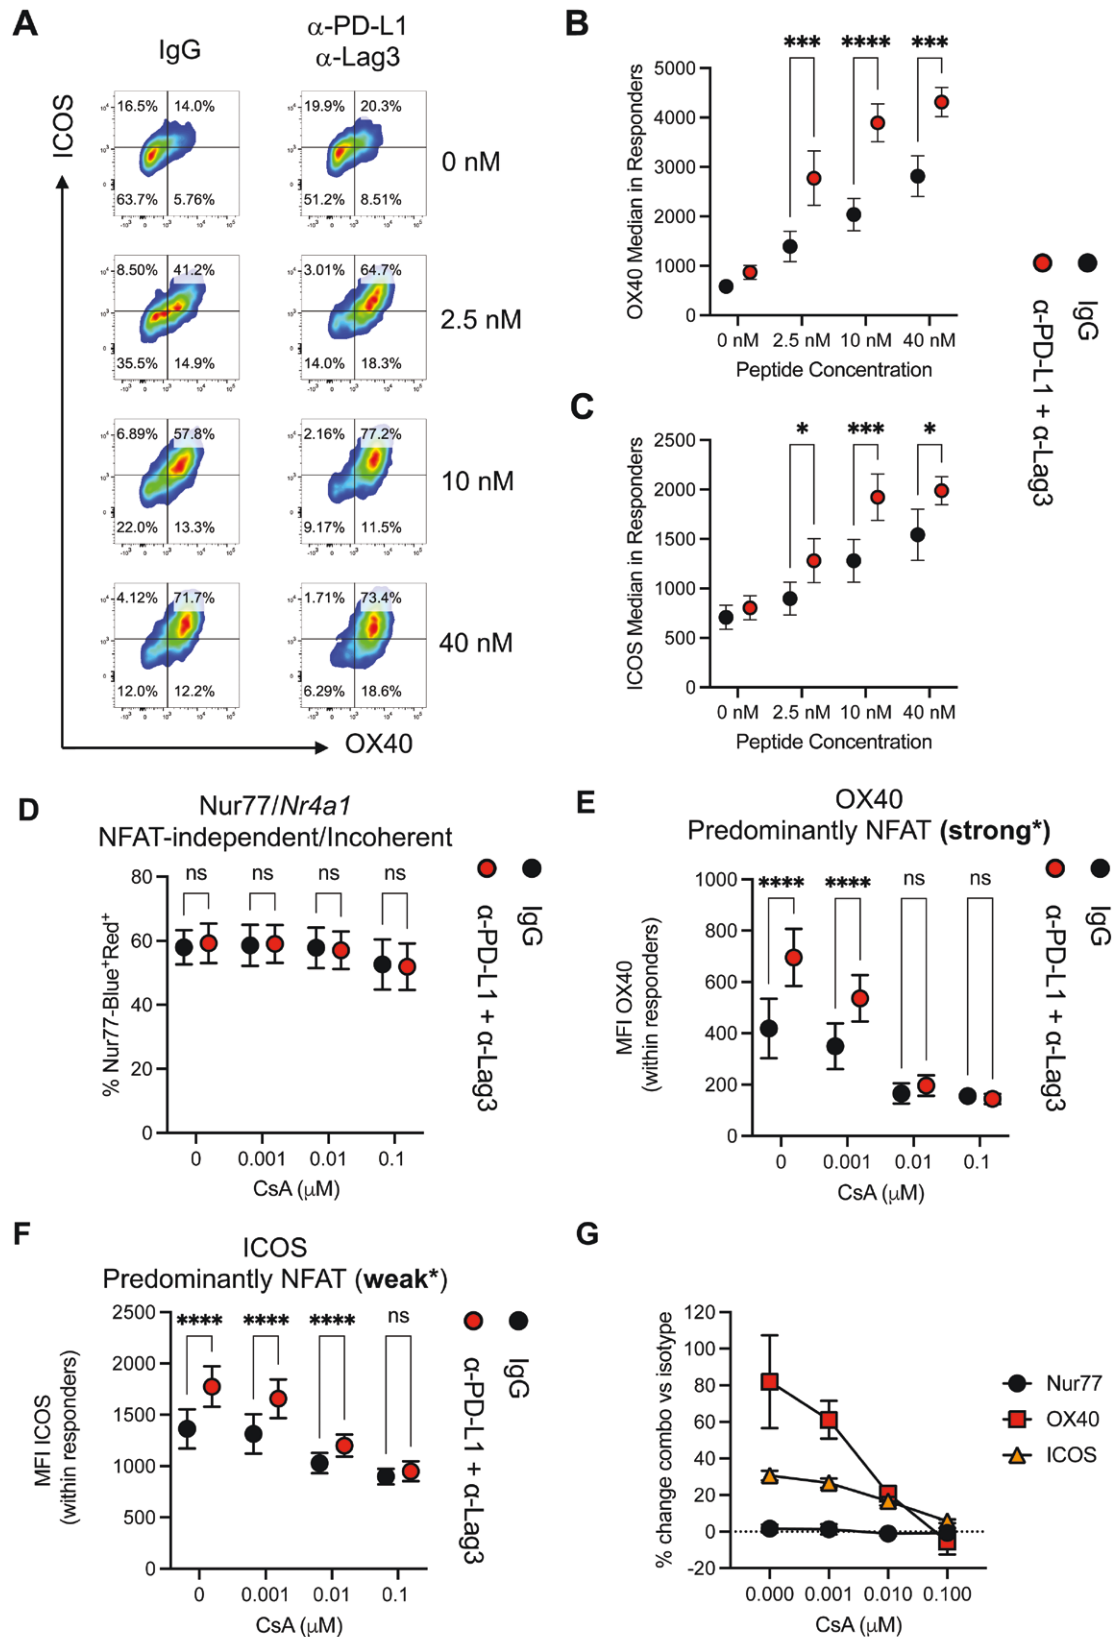 A
IgG
α-PD-L1
α-Lag3
ICOS
16.5% 14.0%
63.7% 5.76%
19.9% 20.3%
51.2% 8.51%
0 nM
8.50% 41.2%
35.5% 14.9%
3.01% 64.7%
14.0% 18.3%
2.5 nM
6.89% 57.8%
22.0% 13.3%
2.16% 77.2%
9.17% 11.5%
10 nM
4.12% 71.7%
12.0% 12.2%
1.71% 73.4%
6.29% 18.6%
40 nM
OX40
B
*** **** ***
OX40 Median in Responders
5000
4000
3000
2000
1000
0
0 nM 2.5 nM 10 nM 40 nM
Peptide Concentration
IgG
α-PD-L1 + α-Lag3
C
* *** *
ICOS Median in Responders
2500
2000
1500
1000
500
0
0 nM 2.5 nM 10 nM 40 nM
Peptide Concentration
D
Nur77/Nr4a1
NFAT-independent/Incoherent
ns ns ns ns
% Nur77-Blue⁺Red⁺
80
60
40
20
0
0 0.001 0.01 0.1
CsA (μM)
IgG
α-PD-L1 + α-Lag3
E
OX40
Predominantly NFAT (strong*)
**** **** ns ns
MFI OX40
(within responders)
1000
800
600
400
200
0
0 0.001 0.01 0.1
CsA (μM)
IgG
α-PD-L1 + α-Lag3
F
ICOS
Predominantly NFAT (weak*)
**** **** **** ns
MFI ICOS
(within responders)
2500
2000
1500
1000
500
0
0 0.001 0.01 0.1
CsA (μM)
IgG
α-PD-L1 + α-Lag3
G
% change combo vs isotype
120
100
80
60
40
20
0
-20
0.000 0.001 0.010 0.100
CsA (μM)
Nur77
OX40
ICOS